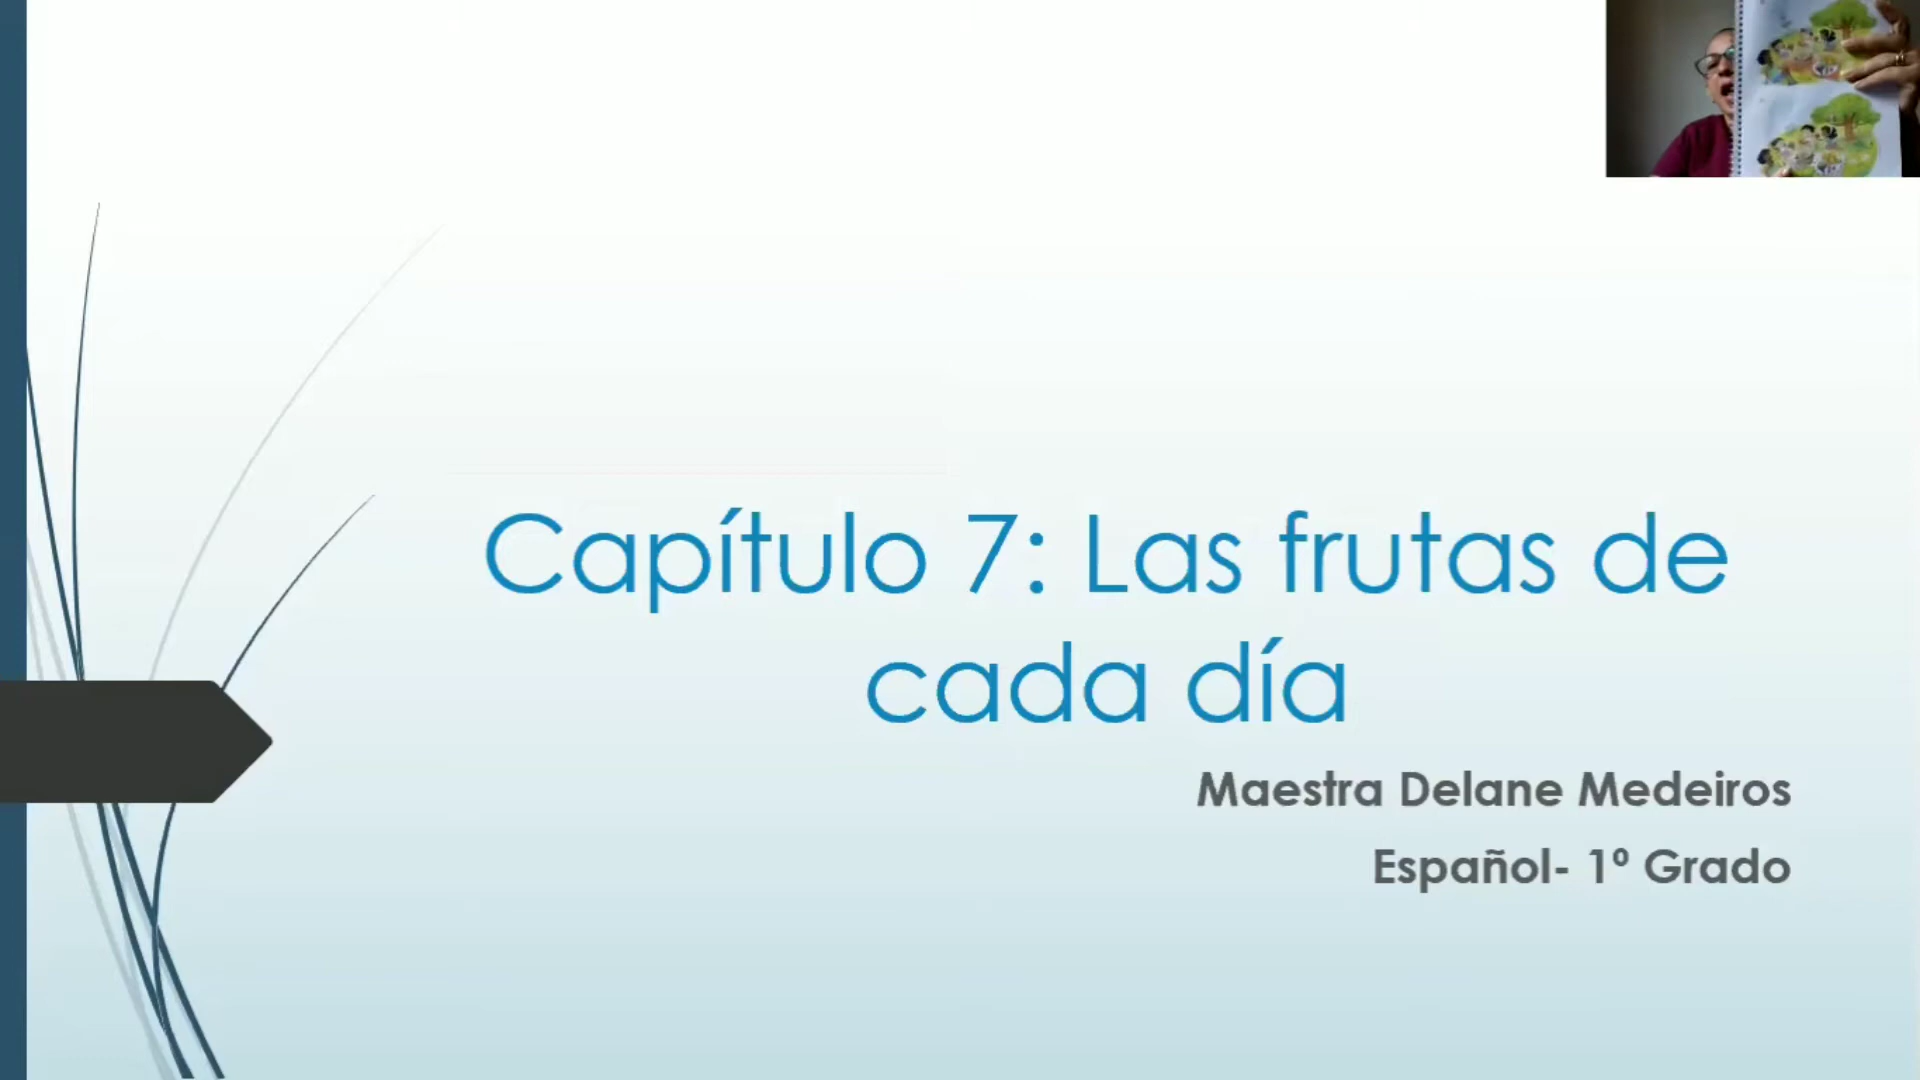 Capítulo 7: Las frutas de
cada día
Maestra Delane Medeiros
Español- 1º Grado